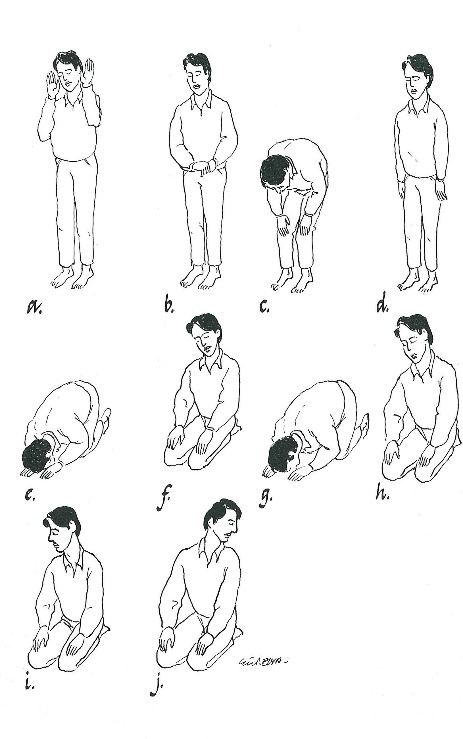 a. b. c. d.
e. f. g. h.
i. j.